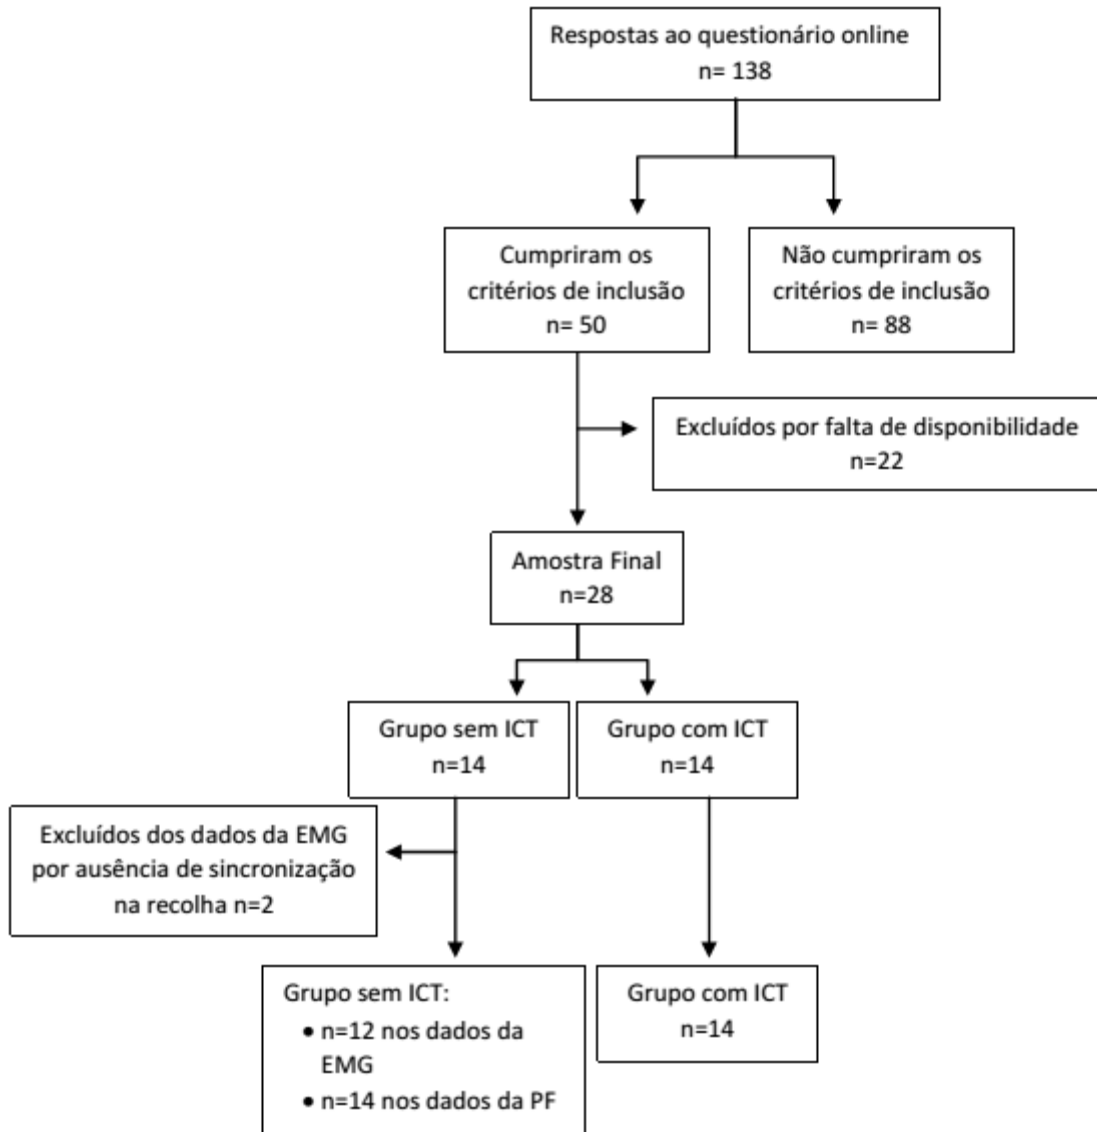 Respostas ao questionário online
n= 138
Cumpriram os
critérios de inclusão
n= 50
Não cumpriram os
critérios de inclusão
n= 88
Excluídos por falta de disponibilidade
n=22
Amostra Final
n=28
Grupo sem ICT
n=14
Grupo com ICT
n=14
Excluídos dos dados da EMG
por ausência de sincronização
na recolha n=2
Grupo sem ICT:
• n=12 nos dados da
EMG
• n=14 nos dados da PF
Grupo com ICT
n=14